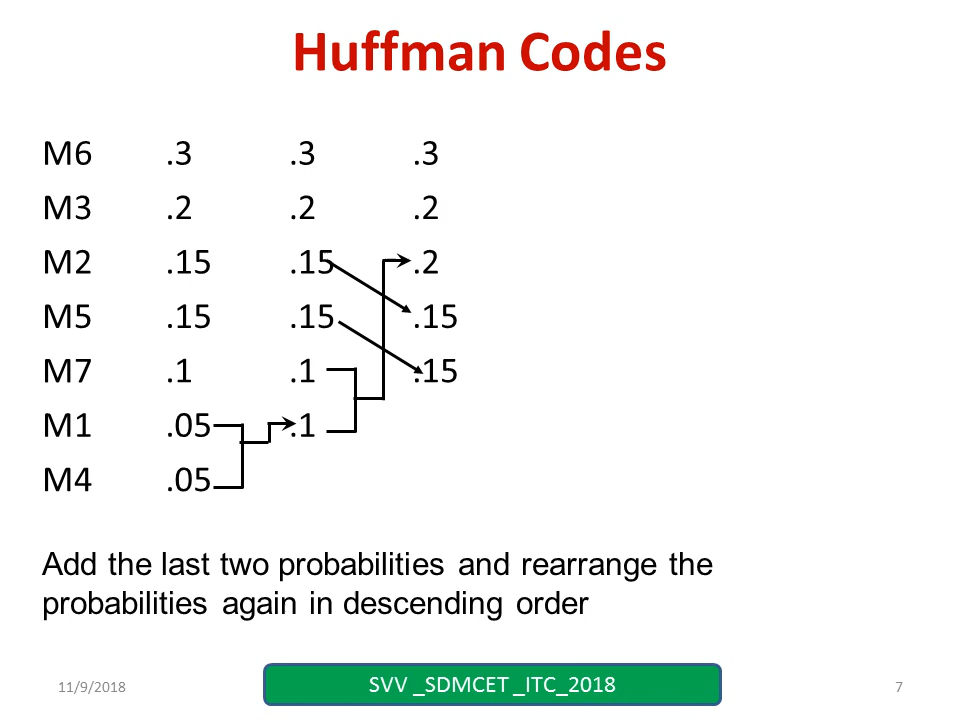 Huffman Codes
M6 .3 .3 .3
M3 .2 .2 .2
M2 .15 .15 .2
M5 .15 .15 .15
M7 .1 .1 .15
M1 .05 .1
M4 .05
Add the last two probabilities and rearrange the
probabilities again in descending order
11/9/2018 SVV _SDMCET _ITC_2018 7